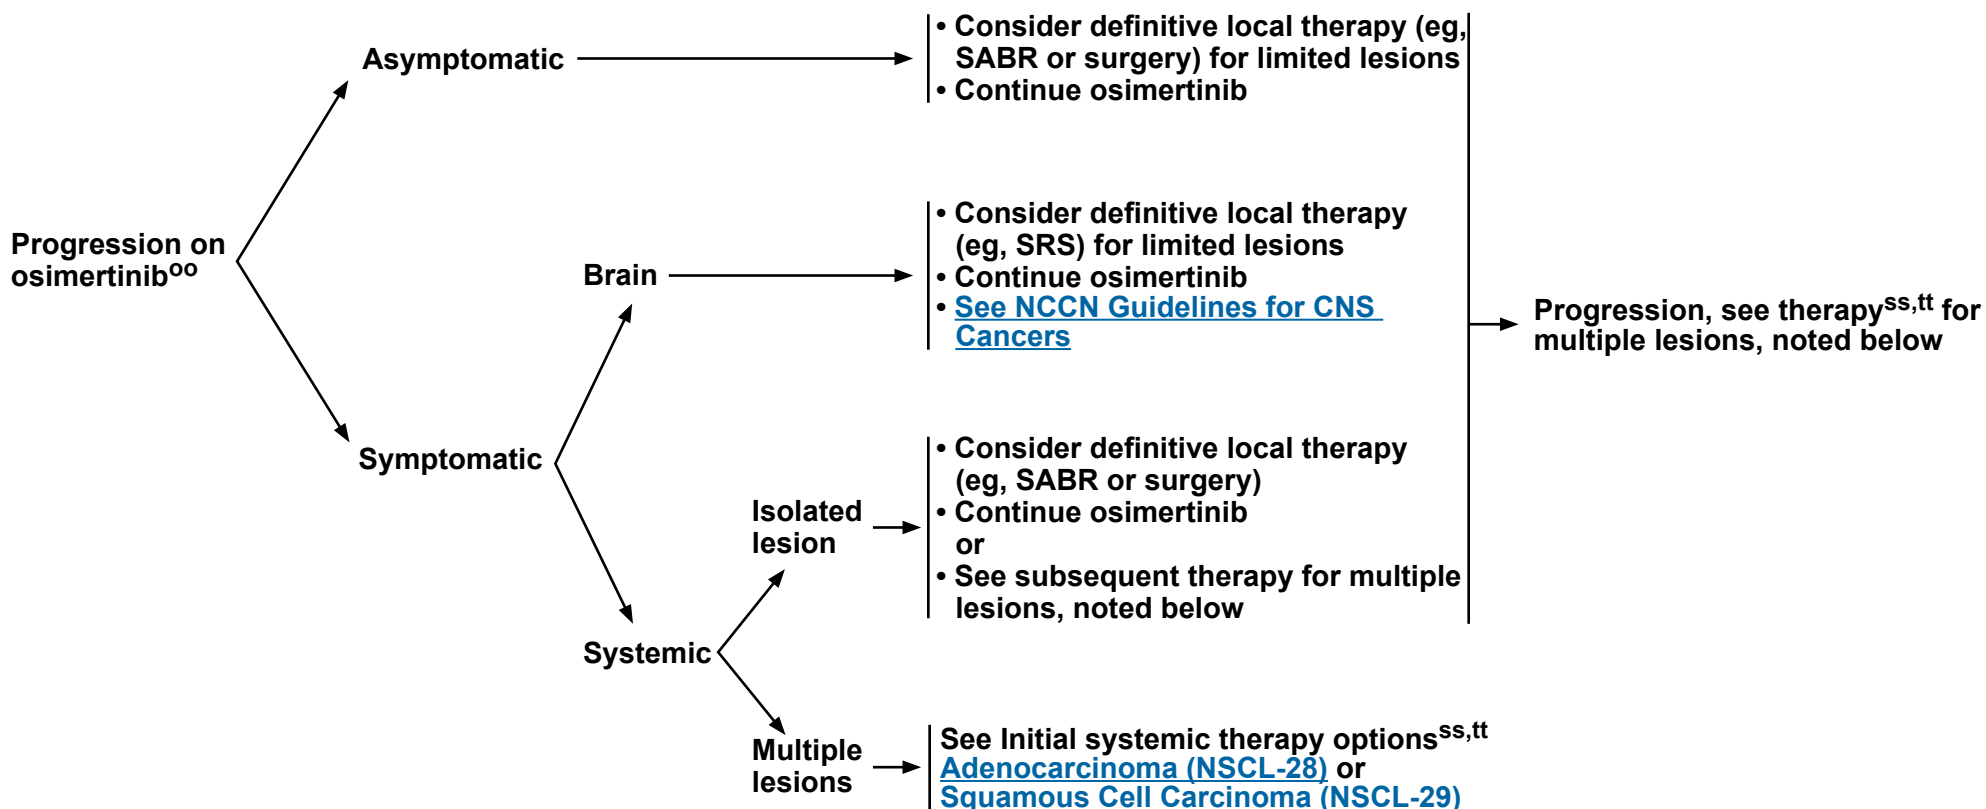 Progression on
osimertinib^oo
Asymptomatic
• Consider definitive local therapy (eg,
SABR or surgery) for limited lesions
• Continue osimertinib
Symptomatic
Brain
• Consider definitive local therapy
(eg, SRS) for limited lesions
• Continue osimertinib
• See NCCN Guidelines for CNS
Cancers
Systemic
Isolated
lesion
• Consider definitive local therapy
(eg, SABR or surgery)
• Continue osimertinib
or
• See subsequent therapy for multiple
lesions, noted below
Multiple
lesions
See Initial systemic therapy options^ss,tt
Adenocarcinoma (NSCL-28) or
Squamous Cell Carcinoma (NSCL-29)
Progression, see therapy^ss,tt for
multiple lesions, noted below